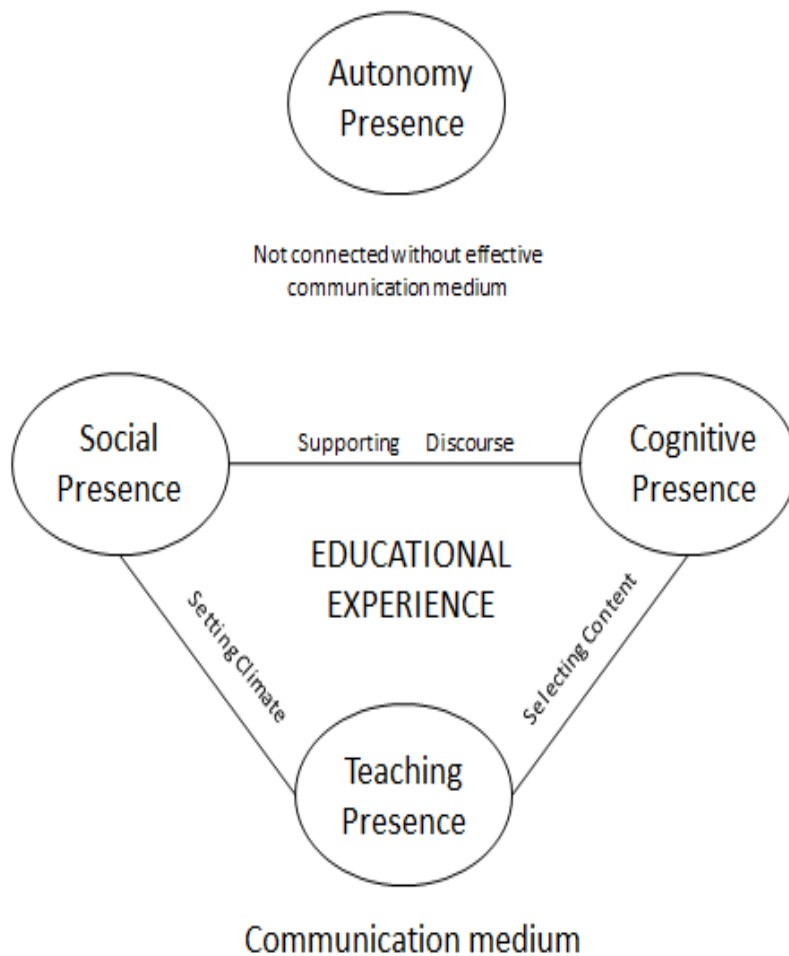 Autonomy
Presence
Not connected without effective
communication medium
Social
Presence
Supporting Discourse
Cognitive
Presence
EDUCATIONAL
EXPERIENCE
Setting Climate
Selecting Content
Teaching
Presence
Communication medium